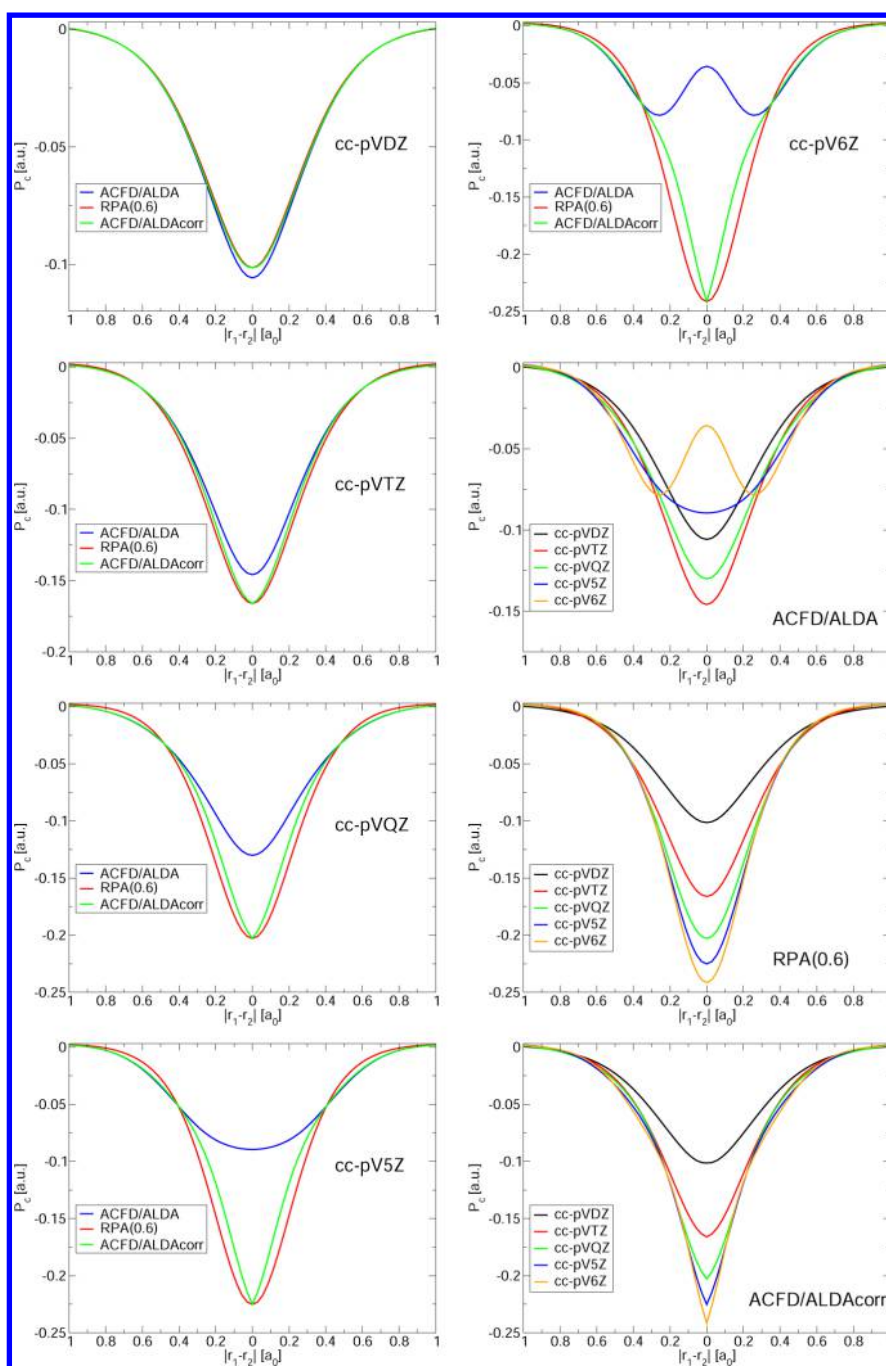 0
-0.05
-0.1
P_c [a.u.]
cc-pVDZ
ACFD/ALDA
RPA(0.6)
ACFD/ALDAcorr
1 0.8 0.6 0.4 0.2 0 0.2 0.4 0.6 0.8 1
|r_1-r_2| [a_0]
0
-0.05
-0.1
-0.15
-0.2
-0.25
P_c [a.u.]
cc-pV6Z
ACFD/ALDA
RPA(0.6)
ACFD/ALDAcorr
1 0.8 0.6 0.4 0.2 0 0.2 0.4 0.6 0.8
|r_1-r_2| [a_0]
0
-0.05
-0.1
-0.15
-0.2
P_c [a.u.]
cc-pVTZ
ACFD/ALDA
RPA(0.6)
ACFD/ALDAcorr
1 0.8 0.6 0.4 0.2 0 0.2 0.4 0.6 0.8 1
|r_1-r_2| [a_0]
0
-0.05
-0.1
-0.15
P_c [a.u.]
cc-pVDZ
cc-pVTZ
cc-pVQZ
cc-pV5Z
cc-pV6Z
ACFD/ALDA
1 0.8 0.6 0.4 0.2 0 0.2 0.4 0.6 0.8
|r_1-r_2| [a_0]
0
-0.05
-0.1
-0.15
-0.2
-0.25
P_c [a.u.]
cc-pVQZ
ACFD/ALDA
RPA(0.6)
ACFD/ALDAcorr
1 0.8 0.6 0.4 0.2 0 0.2 0.4 0.6 0.8 1
|r_1-r_2| [a_0]
0
-0.05
-0.1
-0.15
-0.2
-0.25
P_c [a.u.]
cc-pVDZ
cc-pVTZ
cc-pVQZ
cc-pV5Z
cc-pV6Z
RPA(0.6)
1 0.8 0.6 0.4 0.2 0 0.2 0.4 0.6 0.8
|r_1-r_2| [a_0]
0
-0.05
-0.1
-0.15
-0.2
-0.25
P_c [a.u.]
cc-pV5Z
ACFD/ALDA
RPA(0.6)
ACFD/ALDAcorr
1 0.8 0.6 0.4 0.2 0 0.2 0.4 0.6 0.8 1
|r_1-r_2| [a_0]
0
-0.05
-0.1
-0.15
-0.2
-0.25
P_c [a.u.]
cc-pVDZ
cc-pVTZ
cc-pVQZ
cc-pV5Z
cc-pV6Z
ACFD/ALDAcorr
1 0.8 0.6 0.4 0.2 0 0.2 0.4 0.6 0.8
|r_1-r_2| [a_0]